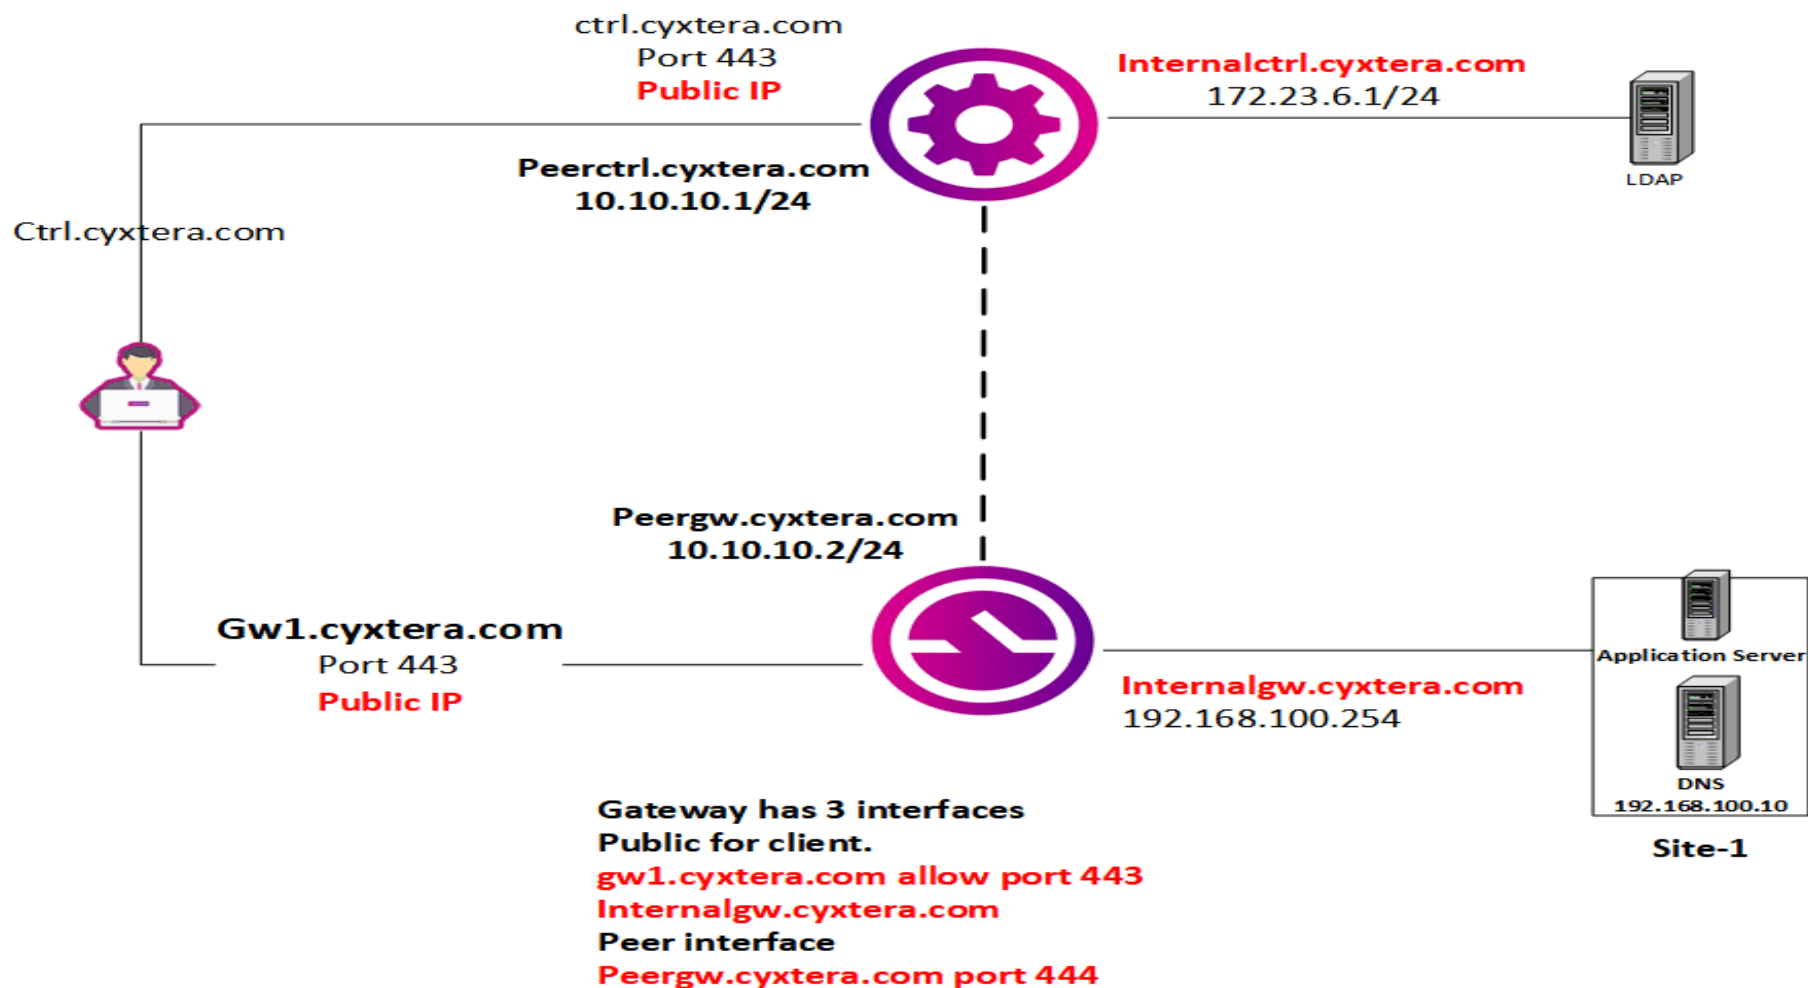 ctrl.cyxtera.com
Port 443
Public IP
Internalctrl.cyxtera.com
172.23.6.1/24
LDAP
Peerctrl.cyxtera.com
10.10.10.1/24
Ctrl.cyxtera.com
Peergw.cyxtera.com
10.10.10.2/24
Gw1.cyxtera.com
Port 443
Public IP
Internalgw.cyxtera.com
192.168.100.254
Application Server
DNS
192.168.100.10
Site-1
Gateway has 3 interfaces
Public for client.
gw1.cyxtera.com allow port 443
Internalgw.cyxtera.com
Peer interface
Peergw.cyxtera.com port 444